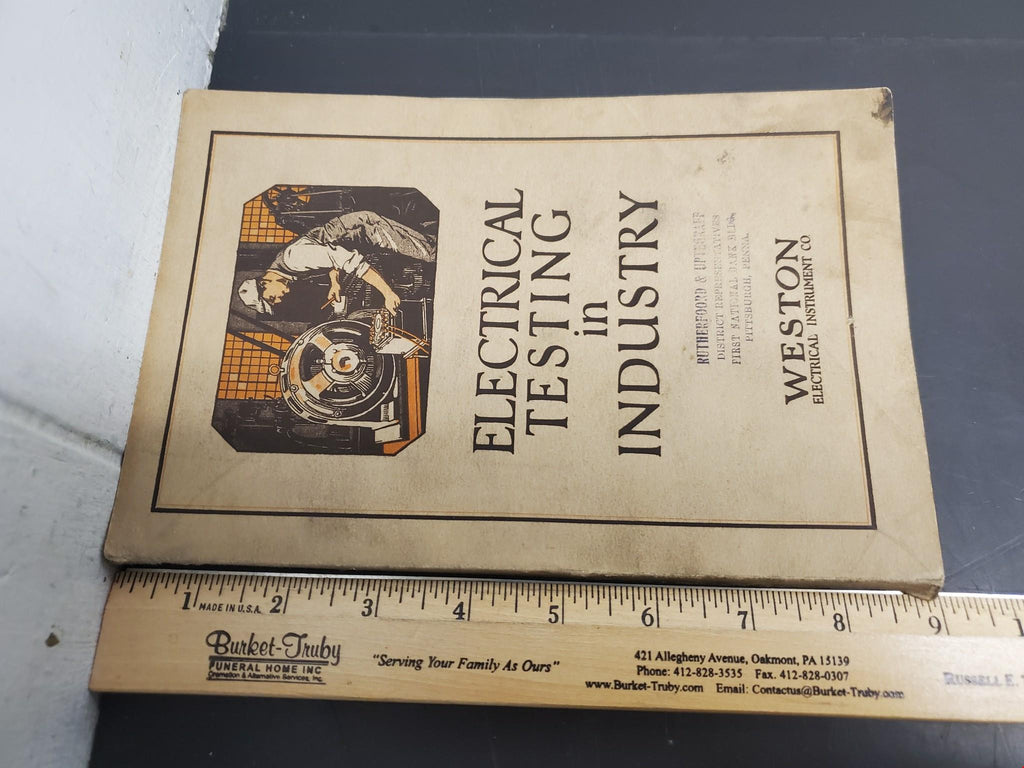 ELECTRICAL
TESTING
in
INDUSTRY
RUTHERFOORD & UPTEGRAFF
DISTRICT REPRESENTATIVES
FIRST NATIONAL BANK BLDG.
PITTSBURGH, PENNA.
WESTON
ELECTRICAL INSTRUMENT CO
1 2 3 4 5 6 7 8 9 1
MADE IN U.S.A.
Burket-Truby
FUNERAL HOME INC
Cremation & Alternative Services, Inc.
"Serving Your Family As Ours"
421 Allegheny Avenue, Oakmont, PA 15139
Phone: 412-828-3535 Fax. 412-828-0307
www.Burket-Truby.com Email: Contactus@Burket-Truby.com
RUSSELL E.